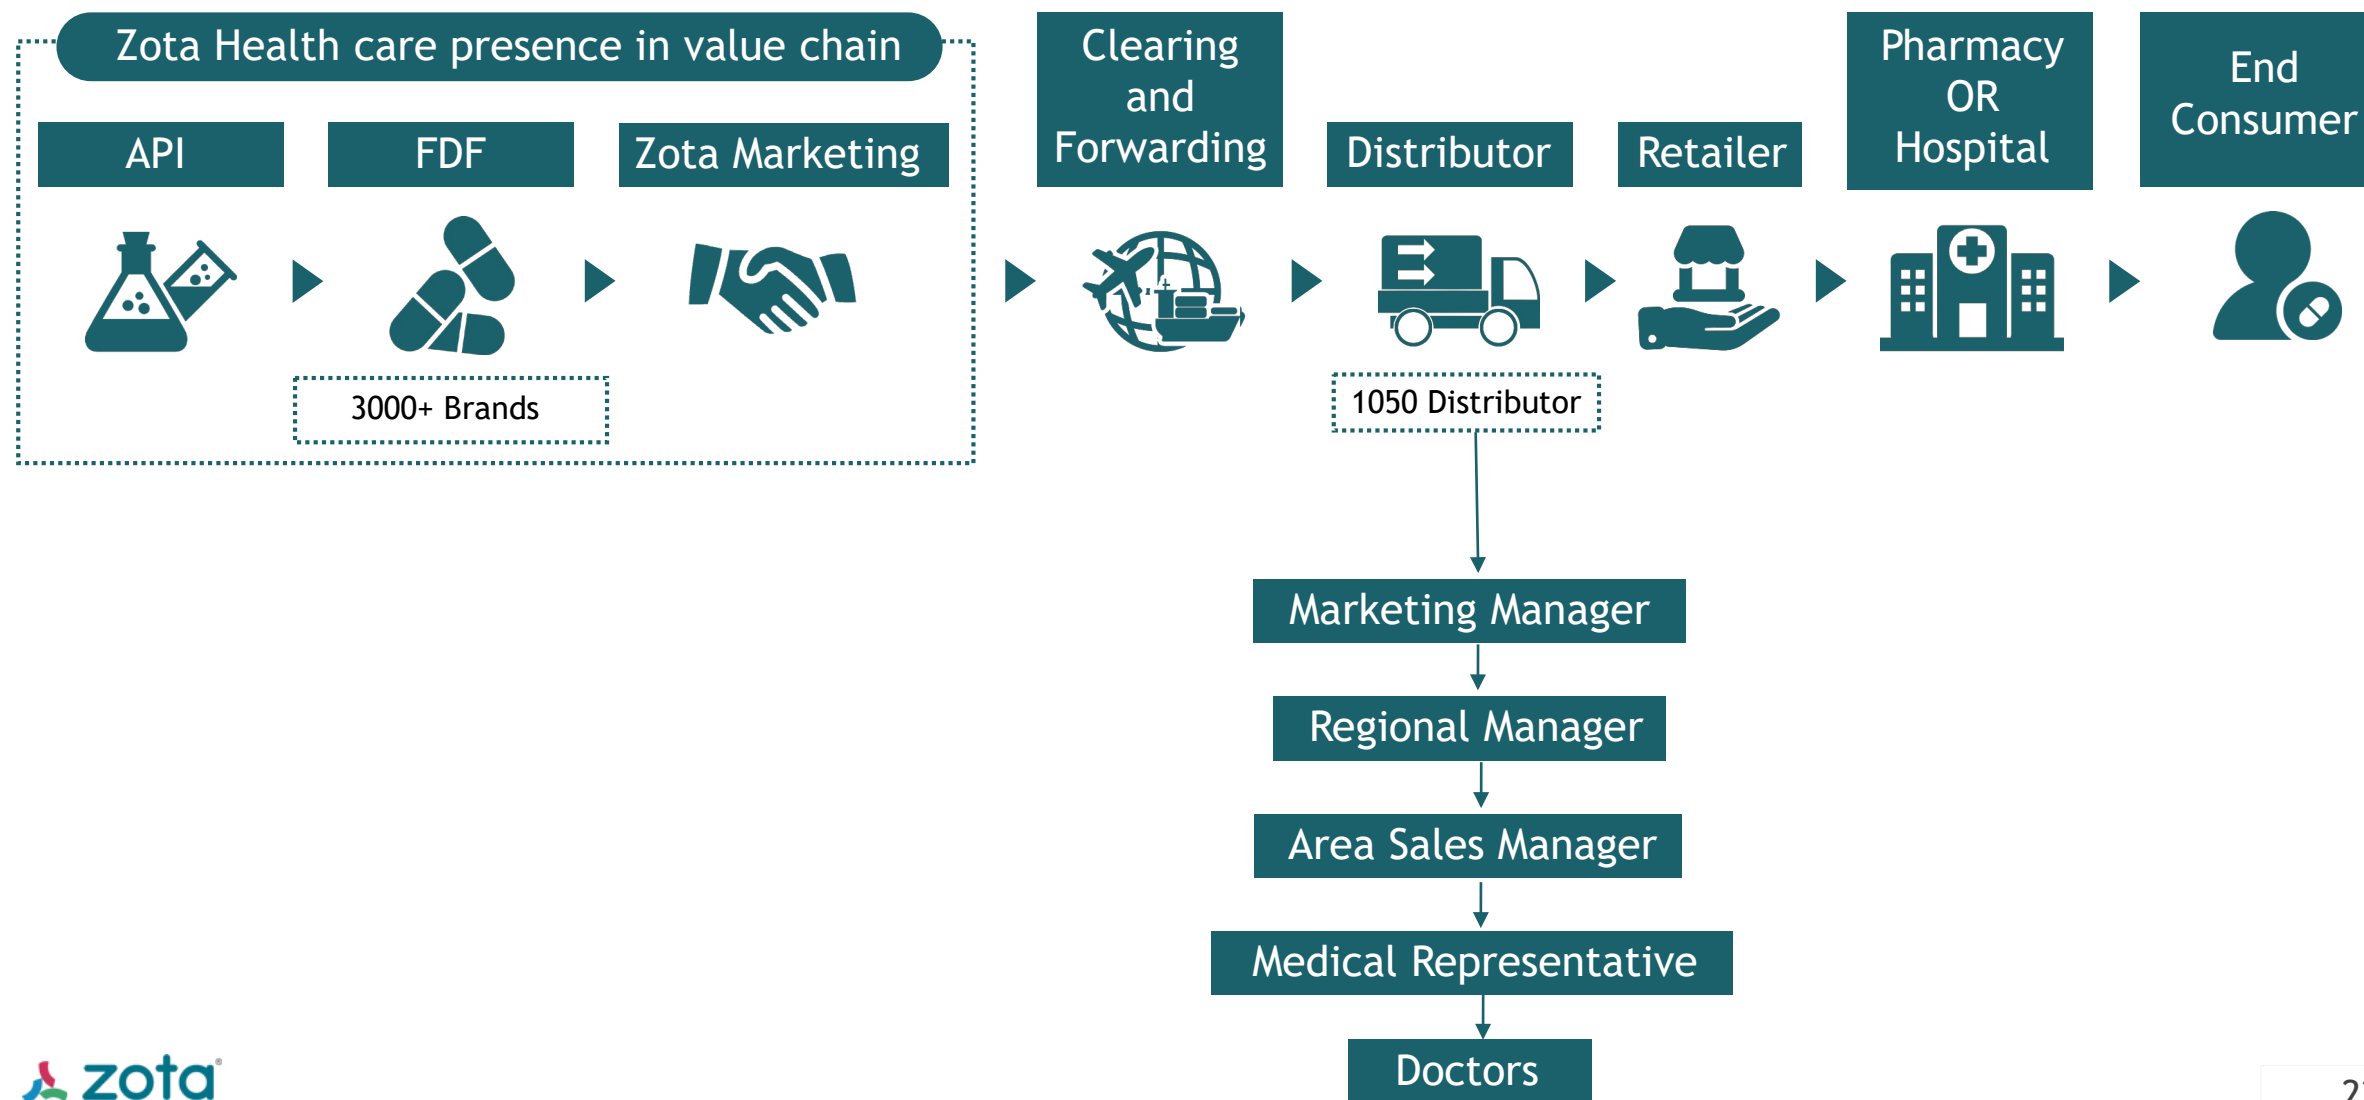 Zota Health care presence in value chain
API
FDF
Zota Marketing
Clearing
and
Forwarding
Distributor
Retailer
Pharmacy
OR
Hospital
End
Consumer
3000+ Brands
1050 Distributor
Marketing Manager
Regional Manager
Area Sales Manager
Medical Representative
Doctors
zota®